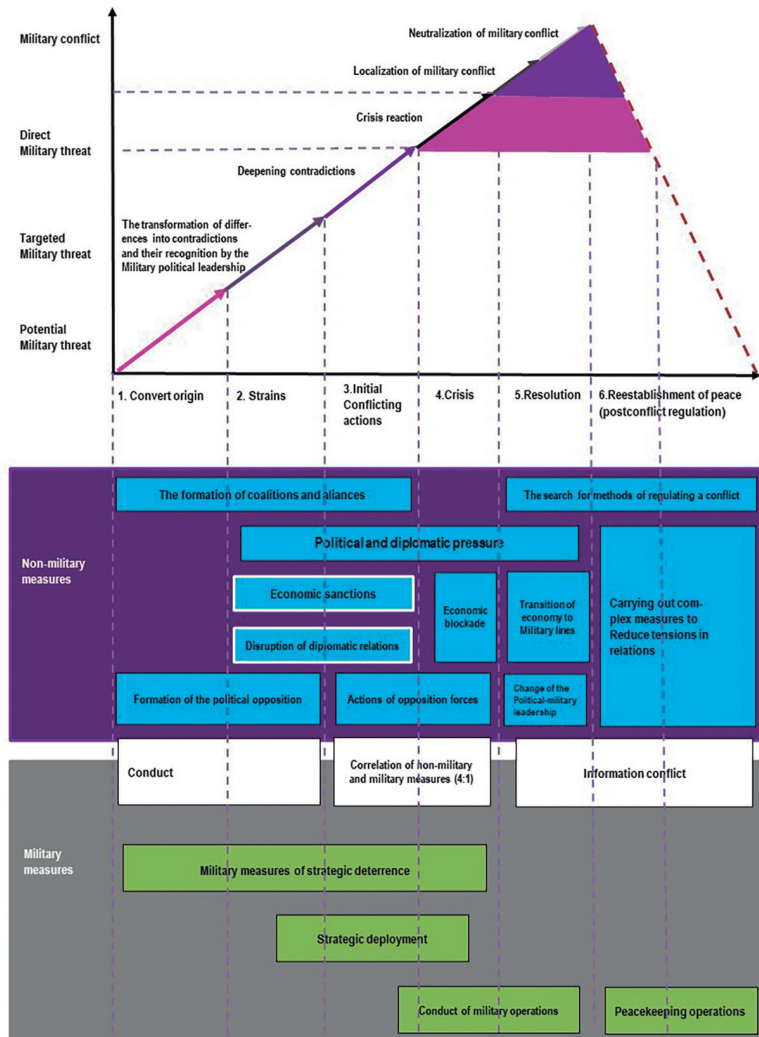 Military conflict
Neutralization of military conflict
Localization of military conflict
Crisis reaction
Direct
Military threat
Deepening contradictions
The transformation of differ-
ences into contradictions
and their recognition by the
Military political leadership
Targeted
Military threat
Potential
Military threat
1. Convert origin
2. Strains
3.Initial
Conflicting
actions
4.Crisis
5.Resolution
6.Reestablishment of peace
(postconflict regulation)
Non-military
measures
The formation of coalitions and aliances
The search for methods of regulating a conflict
Political and diplomatic pressure
Economic sanctions
Disruption of diplomatic relations
Economic
blockade
Transition of
economy to
Military lines
Carrying out com-
plex measures to
Reduce tensions in
relations
Formation of the political opposition
Actions of opposition forces
Change of the
Political-military
leadership
Conduct
Correlation of non-military
and military measures (4:1)
Information conflict
Military
measures
Military measures of strategic deterrence
Strategic deployment
Conduct of military operations
Peacekeeping operations